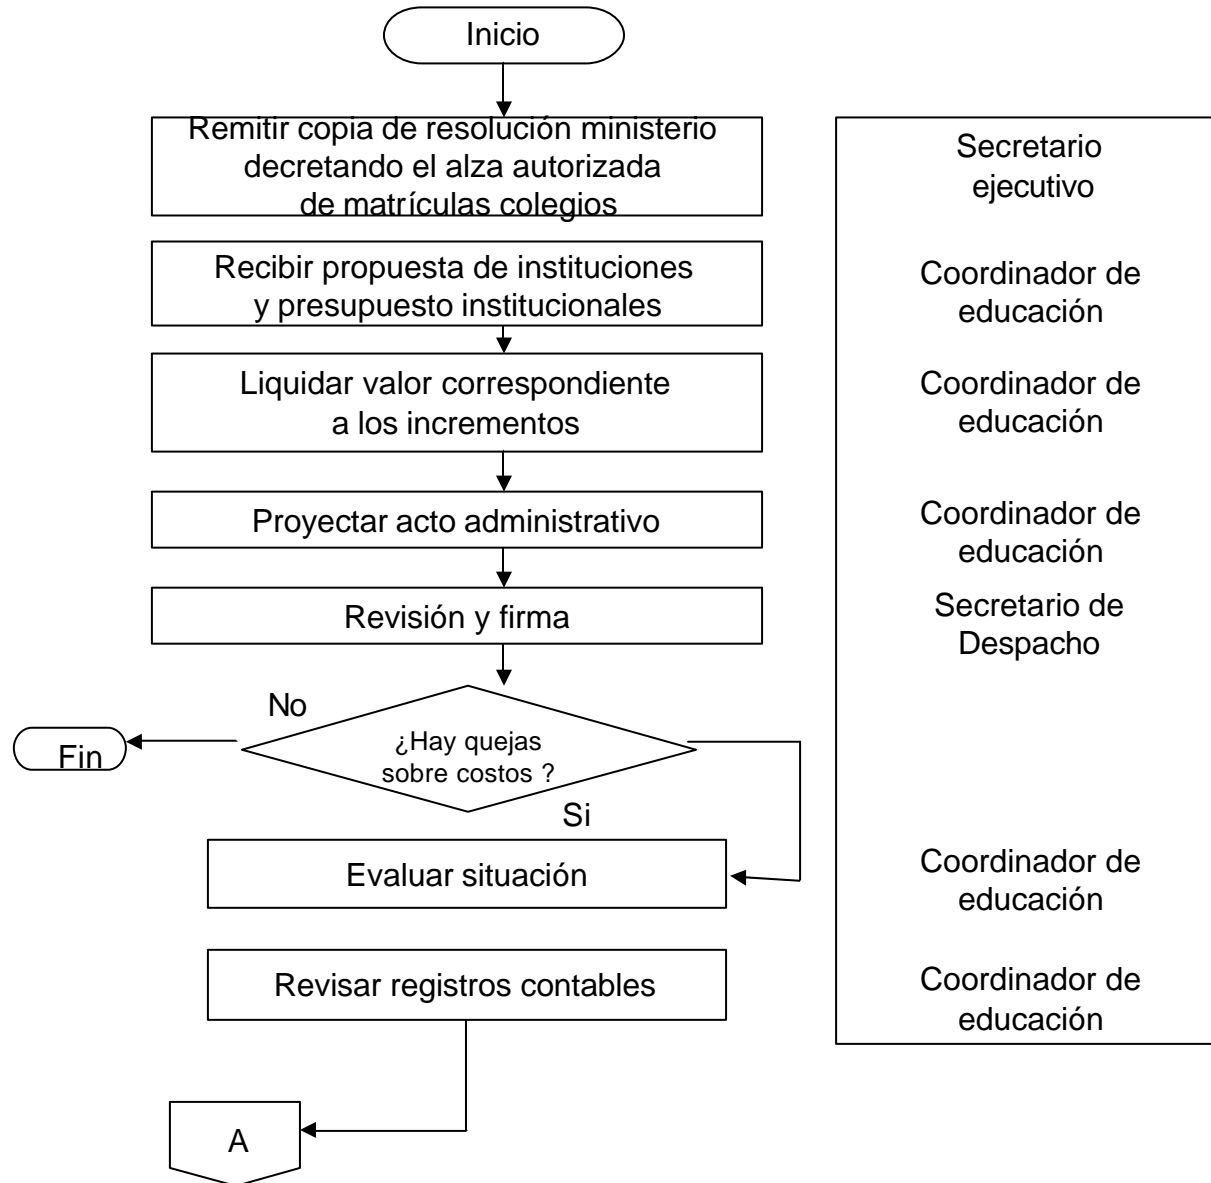 Inicio
Remitir copia de resolución ministerio
decretando el alza autorizada
de matrículas colegios
Secretario
ejecutivo
Recibir propuesta de instituciones
y presupuesto institucionales
Coordinador de
educación
Liquidar valor correspondiente
a los incrementos
Coordinador de
educación
Proyectar acto administrativo
Coordinador de
educación
Revisión y firma
Secretario de
Despacho
No
Fin
¿Hay quejas
sobre costos ?
Si
Evaluar situación
Coordinador de
educación
Revisar registros contables
Coordinador de
educación
A